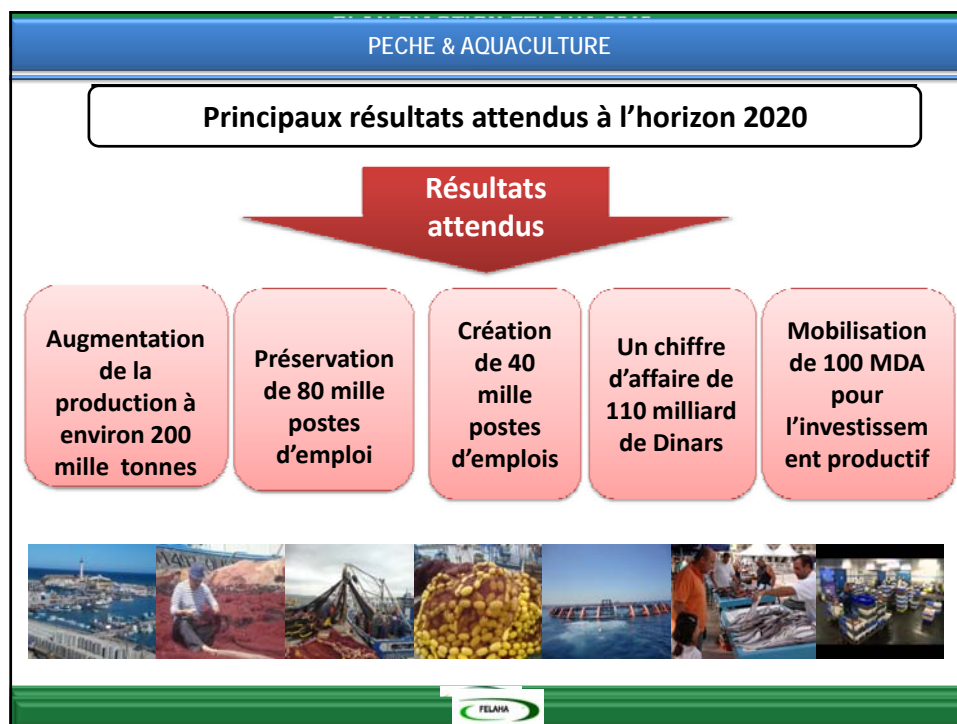 PECHE & AQUACULTURE
Principaux résultats attendus à l’horizon 2020
Résultats
attendus
Augmentation
de la
production à
environ 200
mille tonnes
Préservation
de 80 mille
postes
d’emploi
Création
de 40
mille
postes
d’emplois
Un chiffre
d’affaire de
110 milliard
de Dinars
Mobilisation
de 100 MDA
pour
l’investissem
ent productif
FELAHA